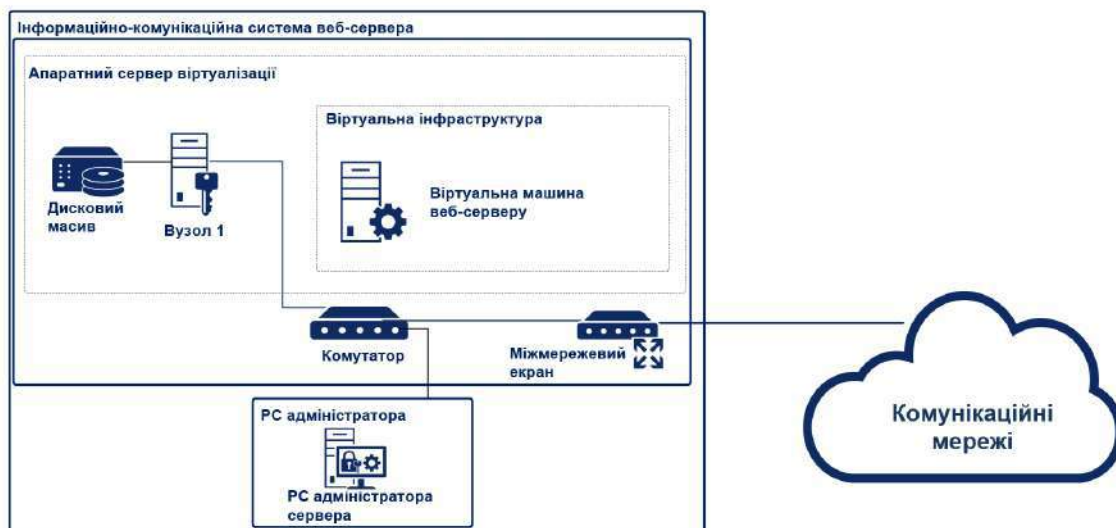 Інформаційно-комунікаційна система веб-сервера
Апаратний сервер віртуалізації
Віртуальна інфраструктура
Віртуальна машина
веб-серверу
Дисковий
масив
Вузол 1
Комутатор
Міжмережевий
екран
РС адміністратора
РС адміністратора
сервера
Комунікаційні
мережі